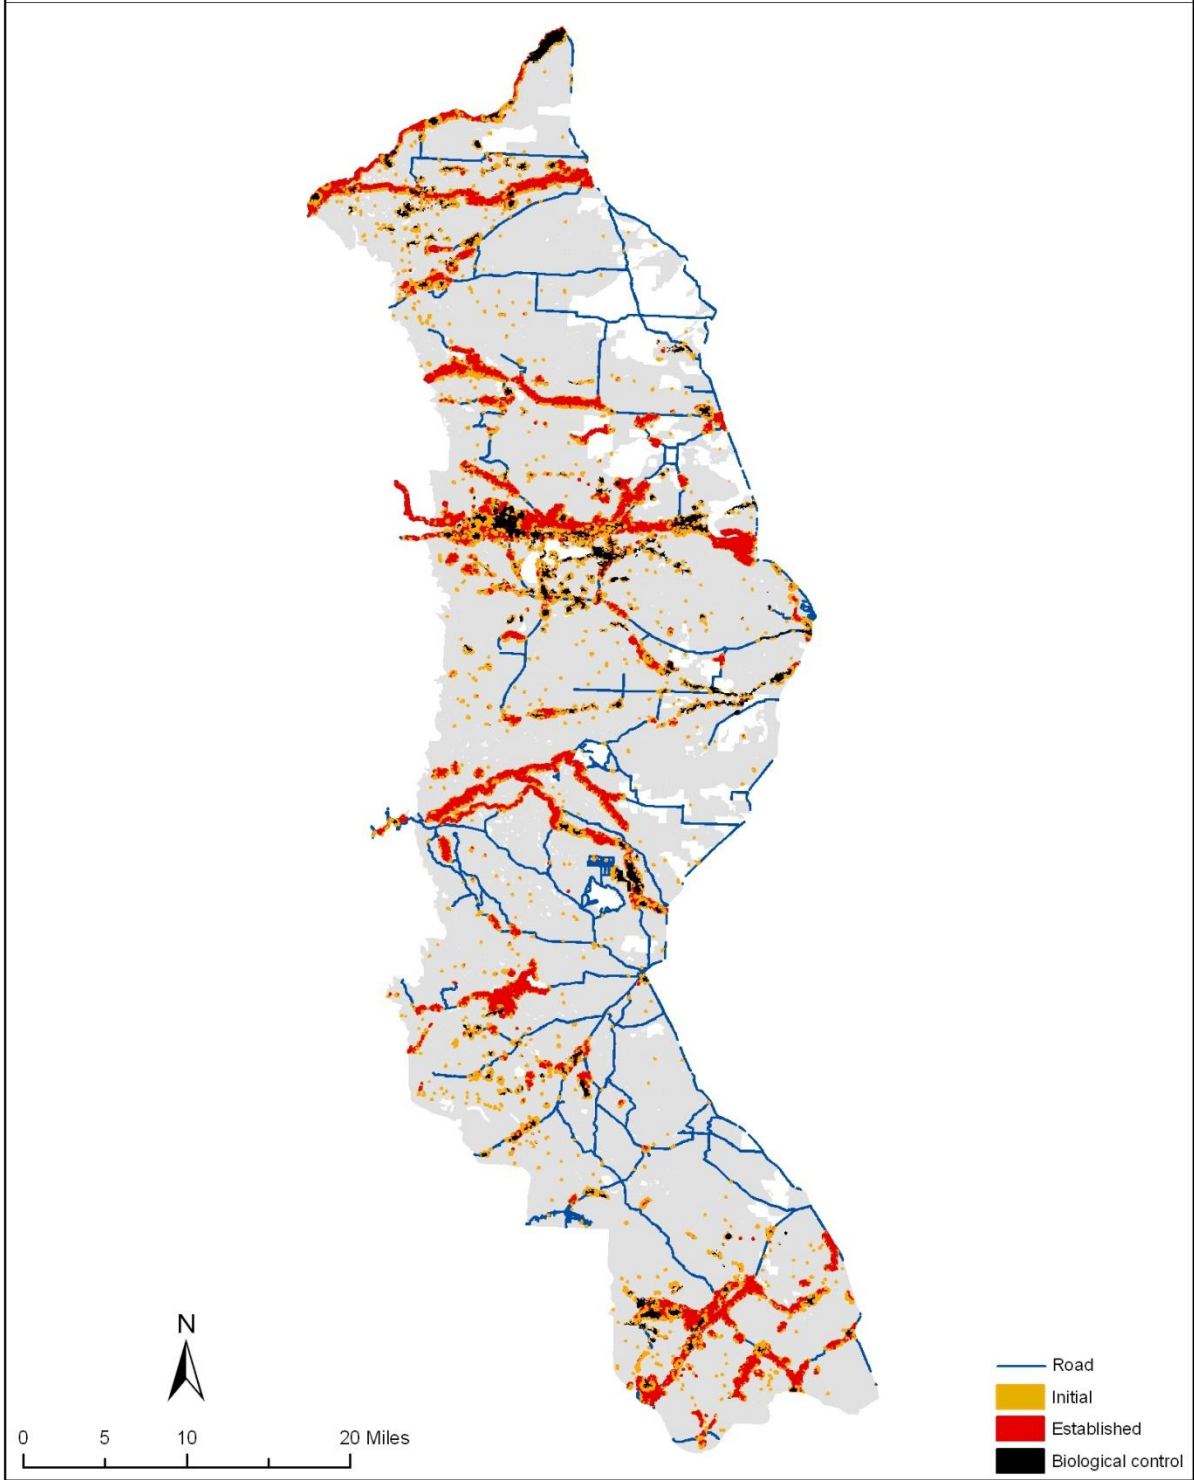 N
0 5 10 20 Miles
Road
Initial
Established
Biological control